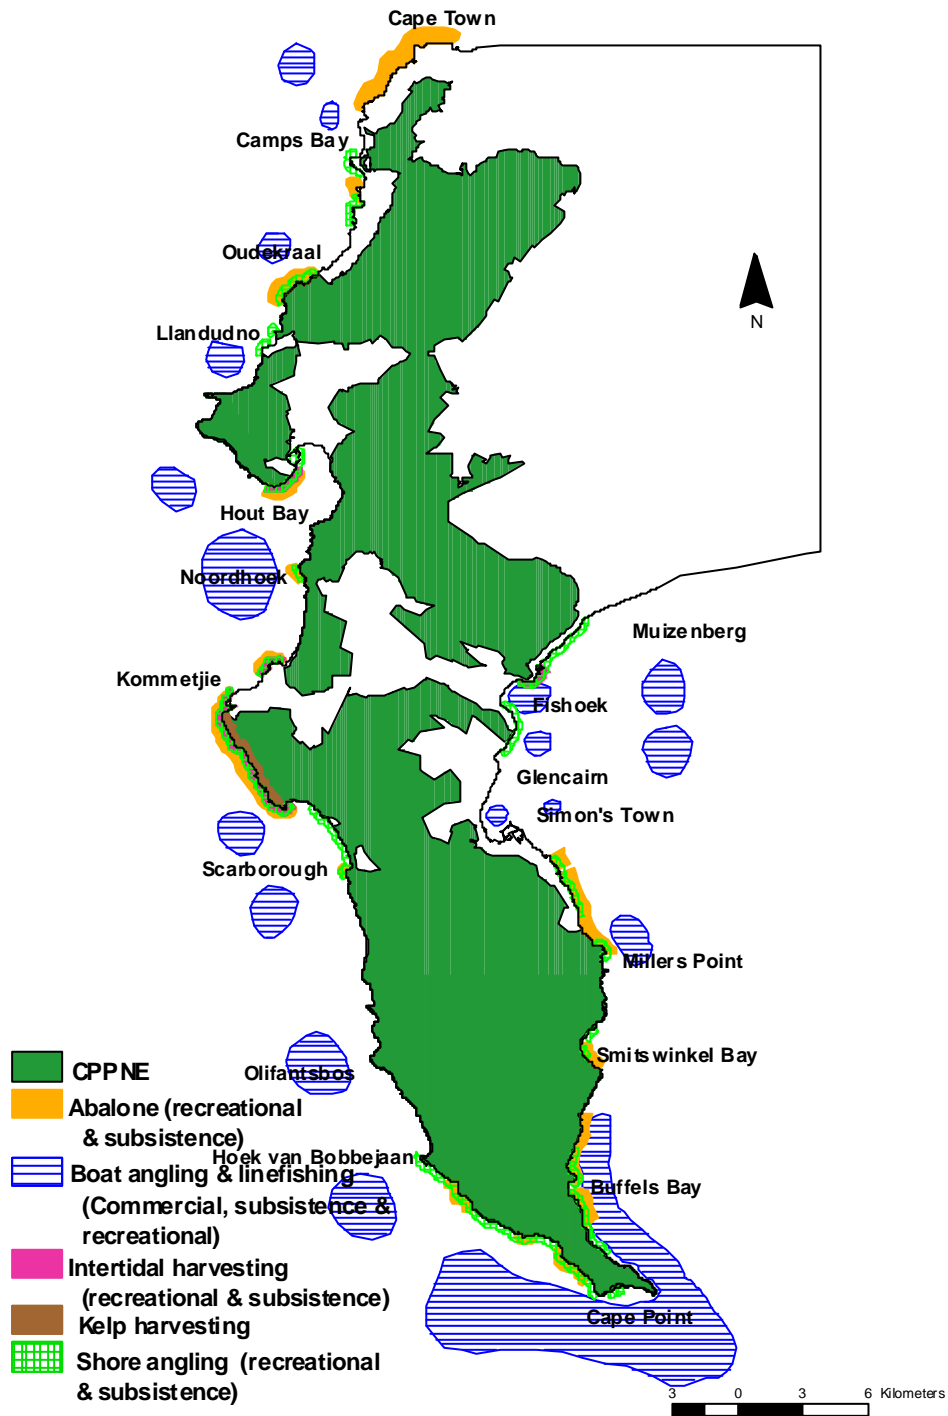 Cape Town
Camps Bay
Oudekraal
Llandudno
N
Hout Bay
Noordhoek
Muizenberg
Kommetjie
Fishoek
Glencairn
Simon's Town
Scarborough
Millers Point
Smitswinkel Bay
Olifantsbos
Hoek van Bobbejaan
Buffels Bay
Cape Point
CPPNE
Abalone (recreational
& subsistence)
Boat angling & linefishing
(Commercial, subsistence &
recreational)
Intertidal harvesting
(recreational & subsistence)
Kelp harvesting
Shore angling (recreational
& subsistence)
3 0 3 6 Kilometers